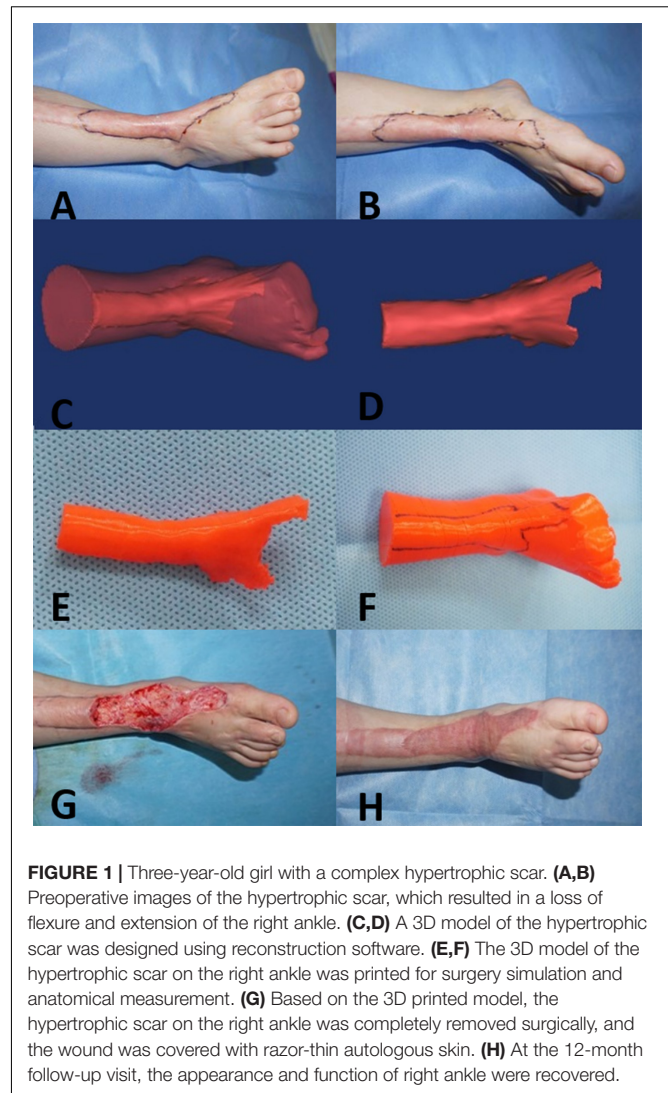 A
B
C
D
E
F
G
H
FIGURE 1 | Three-year-old girl with a complex hypertrophic scar. (A,B)
Preoperative images of the hypertrophic scar, which resulted in a loss of
flexure and extension of the right ankle. (C,D) A 3D model of the hypertrophic
scar was designed using reconstruction software. (E,F) The 3D model of the
hypertrophic scar on the right ankle was printed for surgery simulation and
anatomical measurement. (G) Based on the 3D printed model, the
hypertrophic scar on the right ankle was completely removed surgically, and
the wound was covered with razor-thin autologous skin. (H) At the 12-month
follow-up visit, the appearance and function of right ankle were recovered.